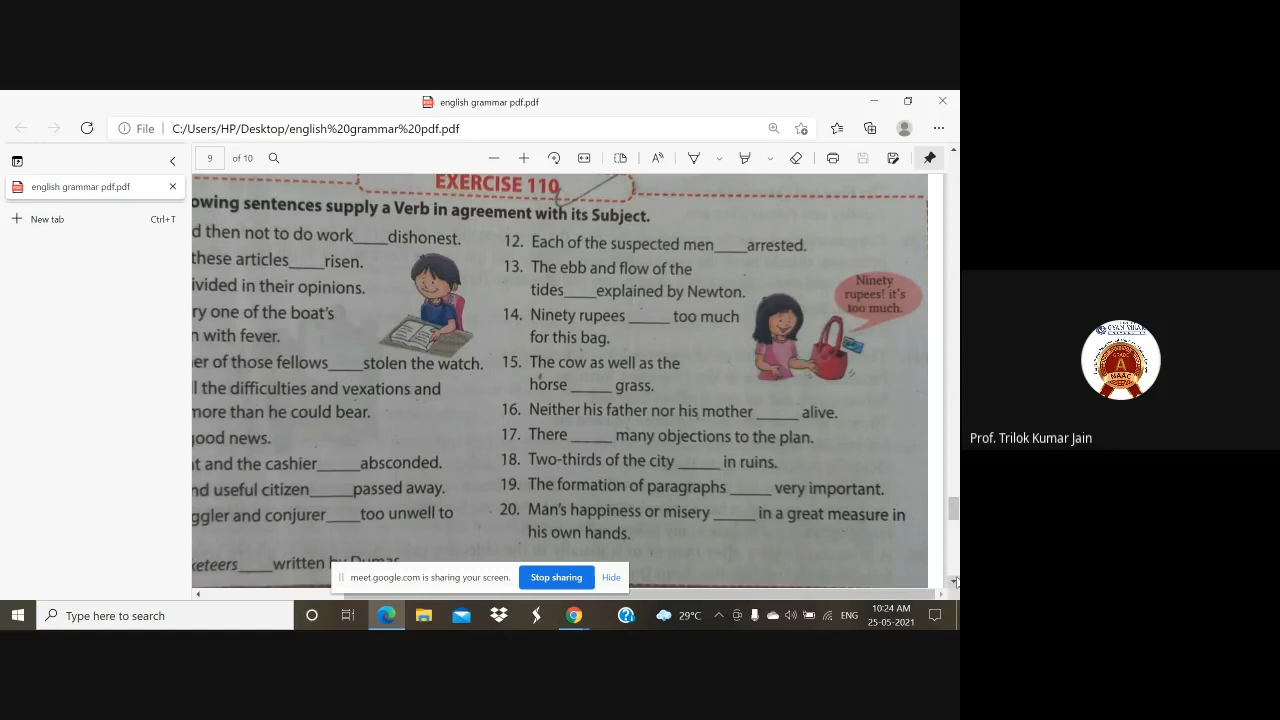 english grammar pdf.pdf
File | C:/Users/HP/Desktop/english%20grammar%20pdf.pdf
english grammar pdf.pdf
New tab Ctrl+T
9 of 10
EXERCISE 110
owing sentences supply a Verb in agreement with its Subject.
d then not to do work____dishonest.
these articles____risen.
ivided in their opinions.
ry one of the boat's
n with fever.
er of those fellows____stolen the watch.
l the difficulties and vexations and
more than he could bear.
good news.
t and the cashier_____absconded.
nd useful citizen_____passed away.
ggler and conjurer____too unwell to
keteers____written by Dumas.
12. Each of the suspected men____arrested.
13. The ebb and flow of the
tides____explained by Newton.
14. Ninety rupees _____ too much
for this bag.
15. The cow as well as the
horse _____ grass.
16. Neither his father nor his mother _____ alive.
17. There _____ many objections to the plan.
18. Two-thirds of the city _____ in ruins.
19. The formation of paragraphs _____ very important.
20. Man's happiness or misery _____ in a great measure in
his own hands.
Ninety
rupees! it's
too much.
meet.google.com is sharing your screen. Stop sharing Hide
Type here to search
29°C
ENG
10:24 AM
25-05-2021
GRADE
A
NAAC
Prof. Trilok Kumar Jain